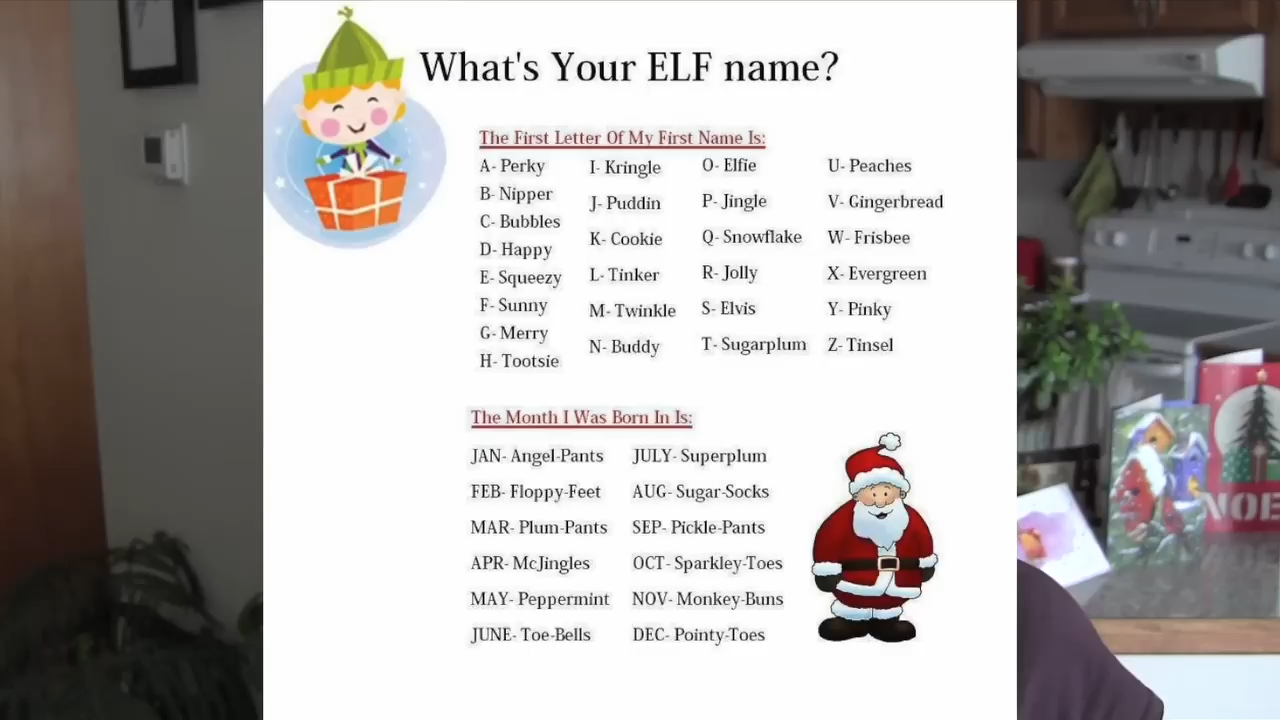 What's Your ELF name?
The First Letter Of My First Name Is:
A- Perky
B- Nipper
C- Bubbles
D- Happy
E- Squeezy
F- Sunny
G- Merry
H- Tootsie
I- Kringle
J- Puddin
K- Cookie
L- Tinker
M- Twinkle
N- Buddy
O- Elfie
P- Jingle
Q- Snowflake
R- Jolly
S- Elvis
T- Sugarplum
U- Peaches
V- Gingerbread
W- Frisbee
X- Evergreen
Y- Pinky
Z- Tinsel
The Month I Was Born In Is:
JAN- Angel-Pants
FEB- Floppy-Feet
MAR- Plum-Pants
APR- McJingles
MAY- Peppermint
JUNE- Toe-Bells
JULY- Superplum
AUG- Sugar-Socks
SEP- Pickle-Pants
OCT- Sparkley-Toes
NOV- Monkey-Buns
DEC- Pointy-Toes
NOE